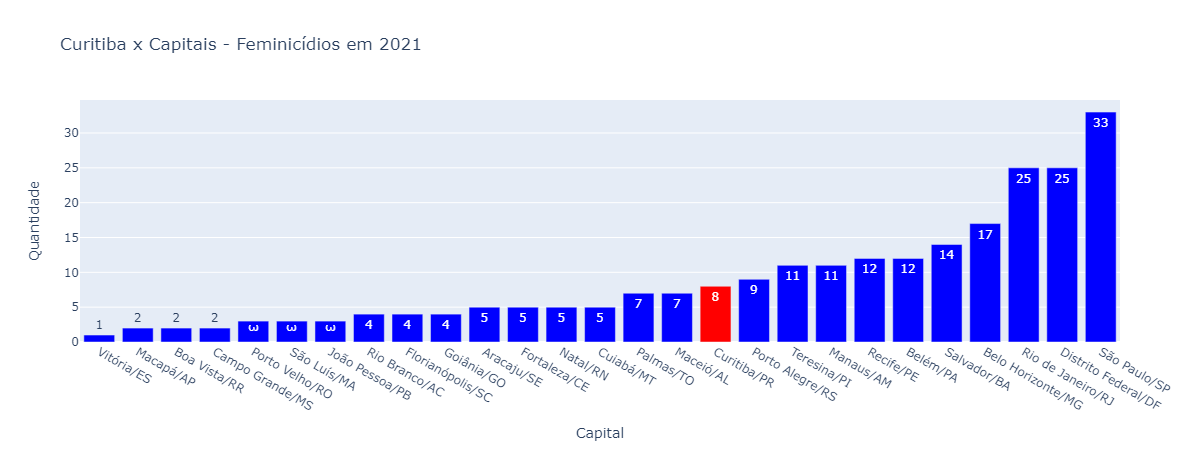 Curitiba x Capitais - Feminicídios em 2021
Quantidade
30
25
20
15
10
5
0
1
2
2
2
3
3
3
4
4
4
5
5
5
5
7
7
8
9
11
11
12
12
14
17
25
25
33
Vitória/ES
Macapá/AP
Boa Vista/RR
Campo Grande/MS
Porto Velho/RO
São Luís/MA
João Pessoa/PB
Rio Branco/AC
Florianópolis/SC
Goiânia/GO
Aracaju/SE
Fortaleza/CE
Natal/RN
Cuiabá/MT
Palmas/TO
Maceió/AL
Curitiba/PR
Porto Alegre/RS
Teresina/PI
Manaus/AM
Recife/PE
Belém/PA
Salvador/BA
Belo Horizonte/MG
Rio de Janeiro/RJ
Distrito Federal/DF
São Paulo/SP
Capital